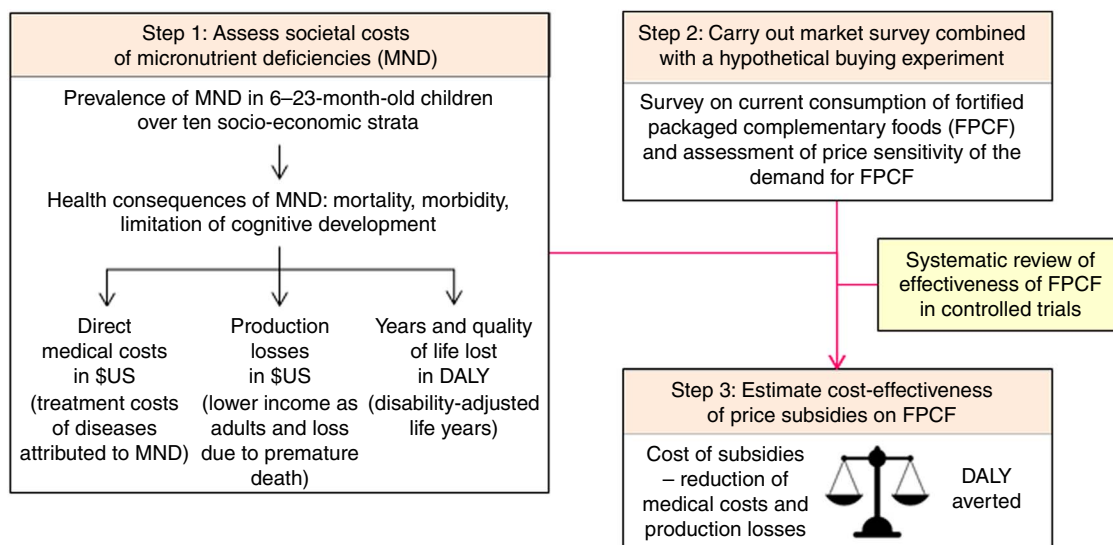 Step 1: Assess societal costs
of micronutrient deficiencies (MND)
Prevalence of MND in 6–23-month-old children
over ten socio-economic strata
Health consequences of MND: mortality, morbidity,
limitation of cognitive development
Direct
medical costs
in $US
(treatment costs
of diseases
attributed to MND)
Production
losses
in $US
(lower income as
adults and loss
due to premature
death)
Years and quality
of life lost
in DALY
(disability-adjusted
life years)
Step 2: Carry out market survey combined
with a hypothetical buying experiment
Survey on current consumption of fortified
packaged complementary foods (FPCF)
and assessment of price sensitivity of the
demand for FPCF
Systematic review of
effectiveness of FPCF
in controlled trials
Step 3: Estimate cost-effectiveness
of price subsidies on FPCF
Cost of subsidies
– reduction of
medical costs and
production losses
DALY
averted